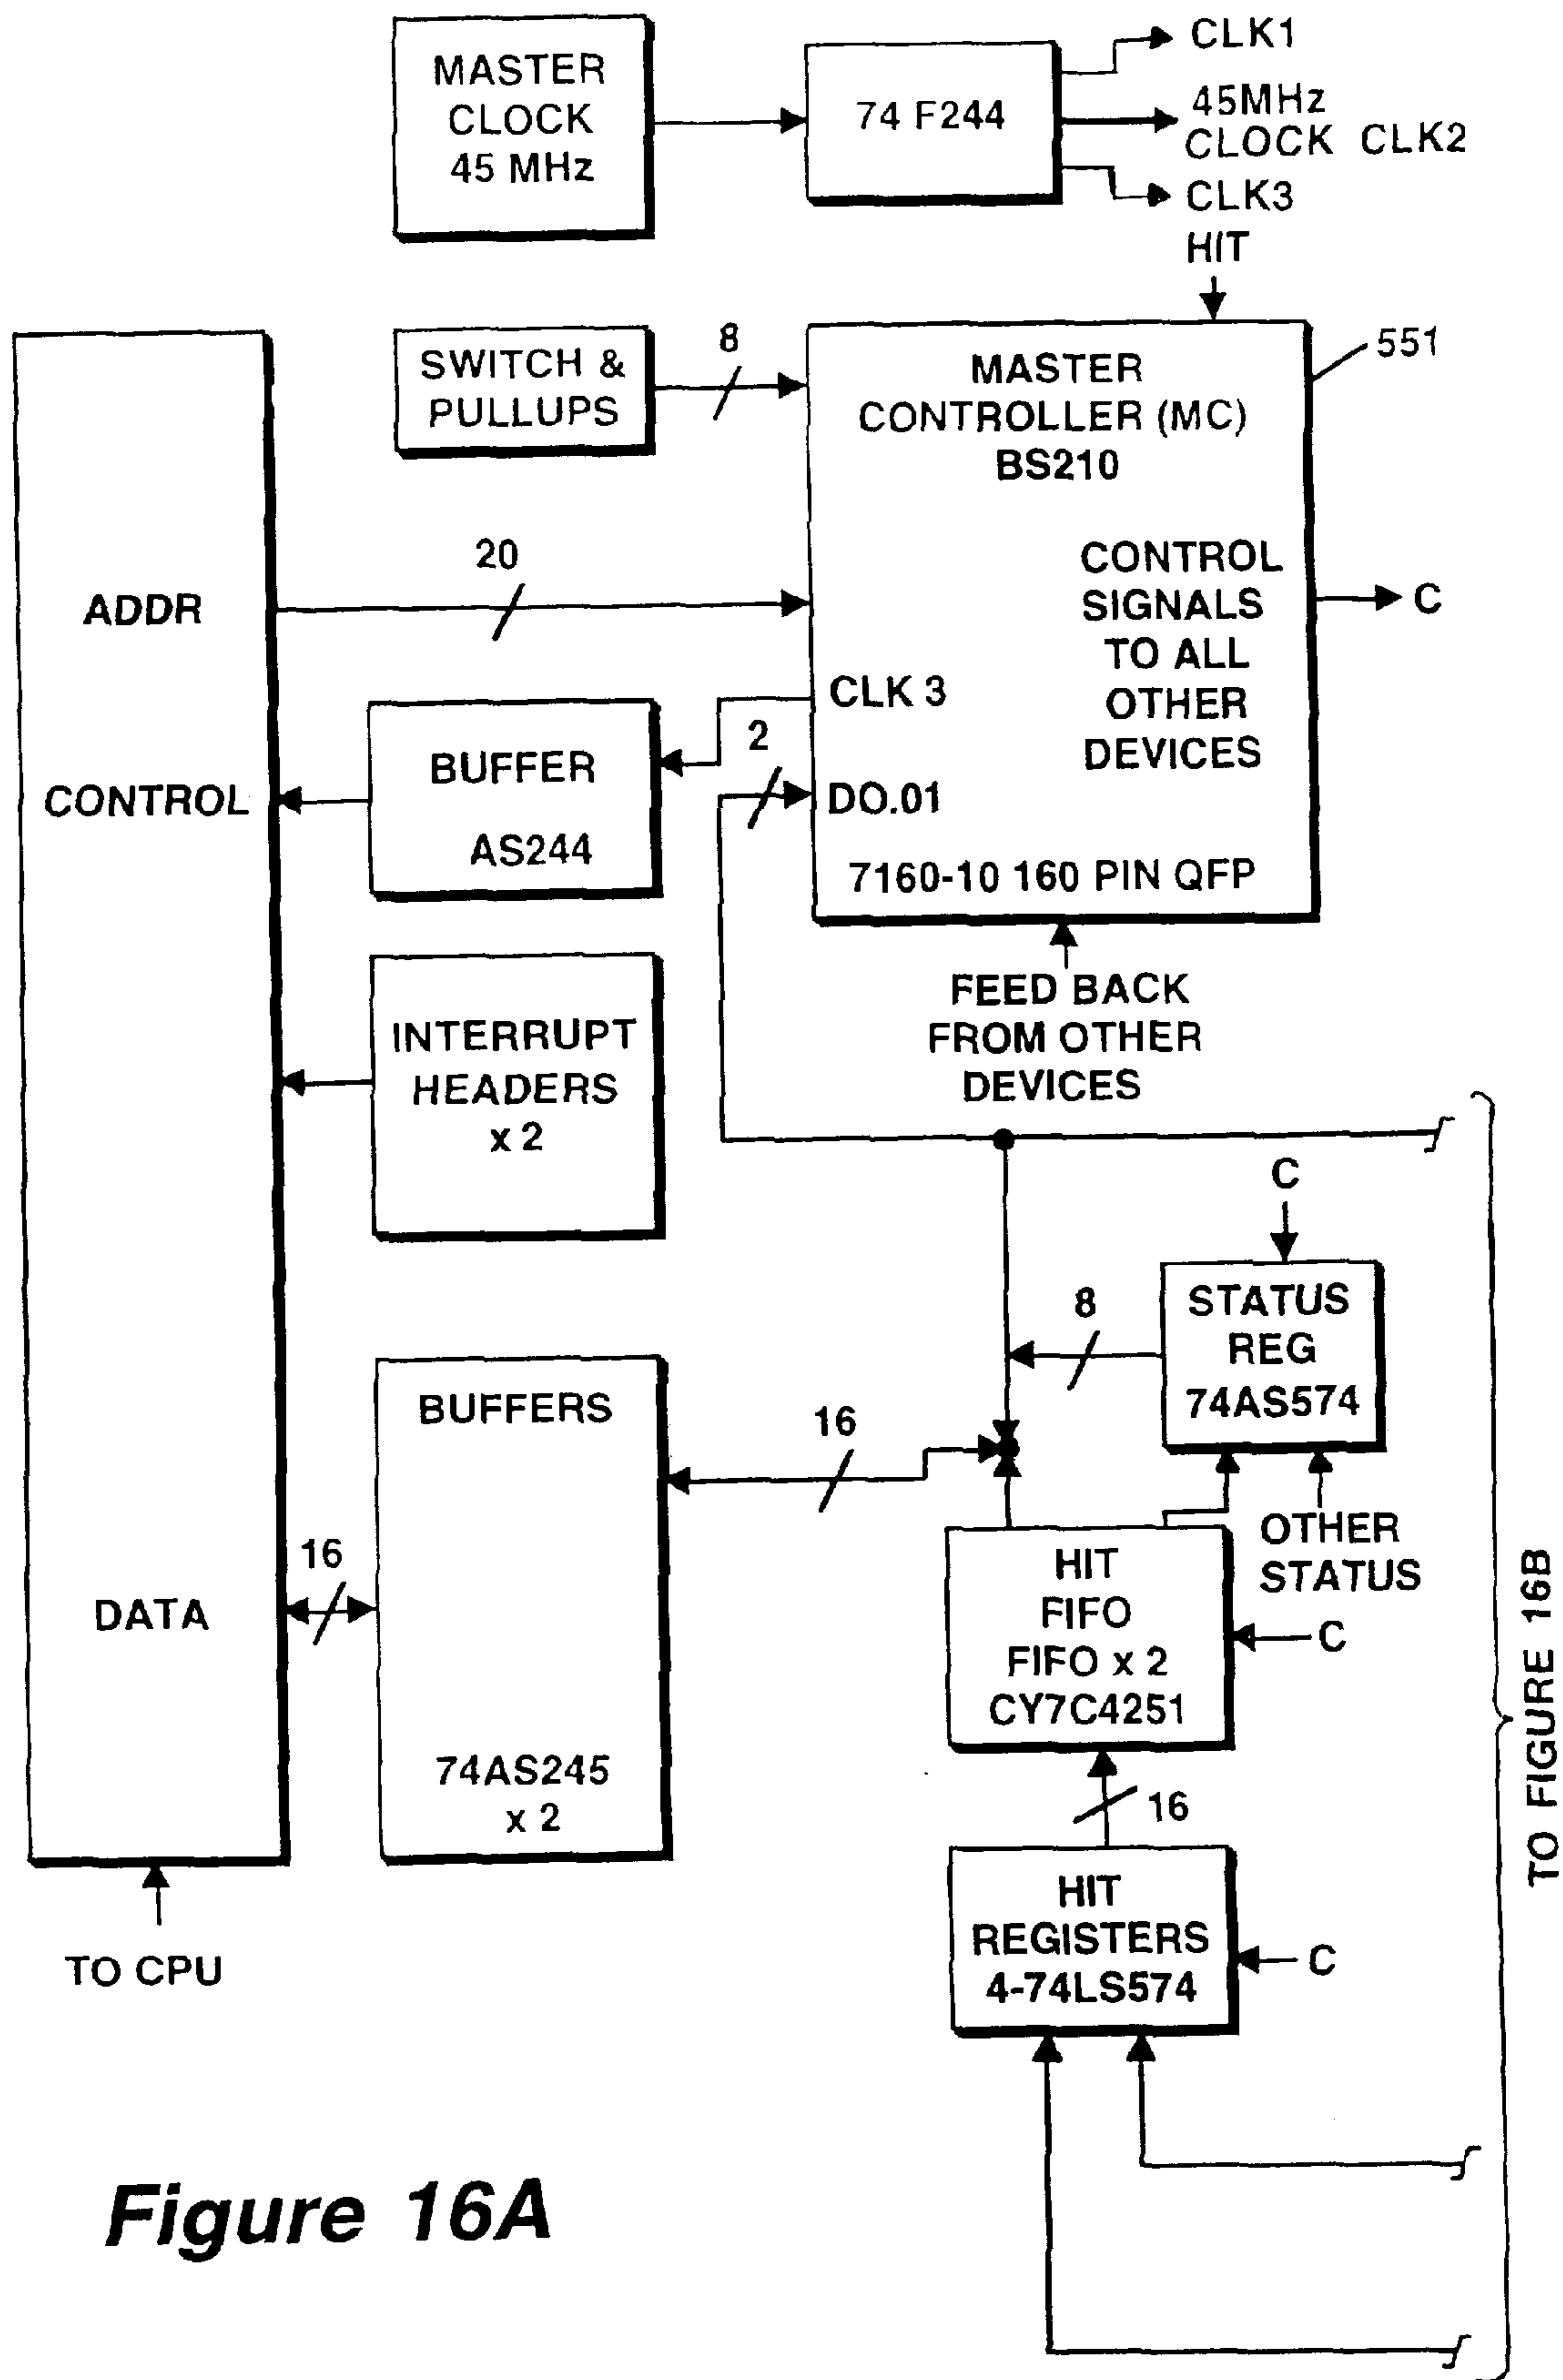 MASTER
CLOCK
45 MHz
74 F244
CLK1
45MHz
CLOCK CLK2
CLK3
HIT
SWITCH &
PULLUPS
8
MASTER
CONTROLLER (MC)
BS210
551
CONTROL
SIGNALS
TO ALL
OTHER
DEVICES
C
ADDR
20
CLK 3
2
DO.01
7160-10 160 PIN QFP
BUFFER
AS244
CONTROL
FEED BACK
FROM OTHER
DEVICES
INTERRUPT
HEADERS
x 2
C
STATUS
REG
74AS574
8
BUFFERS
16
74AS245
x 2
OTHER
STATUS
16
DATA
HIT
FIFO
FIFO x 2
CY7C4251
C
16
HIT
REGISTERS
4-74LS574
C
TO CPU
TO FIGURE 16B
Figure 16A